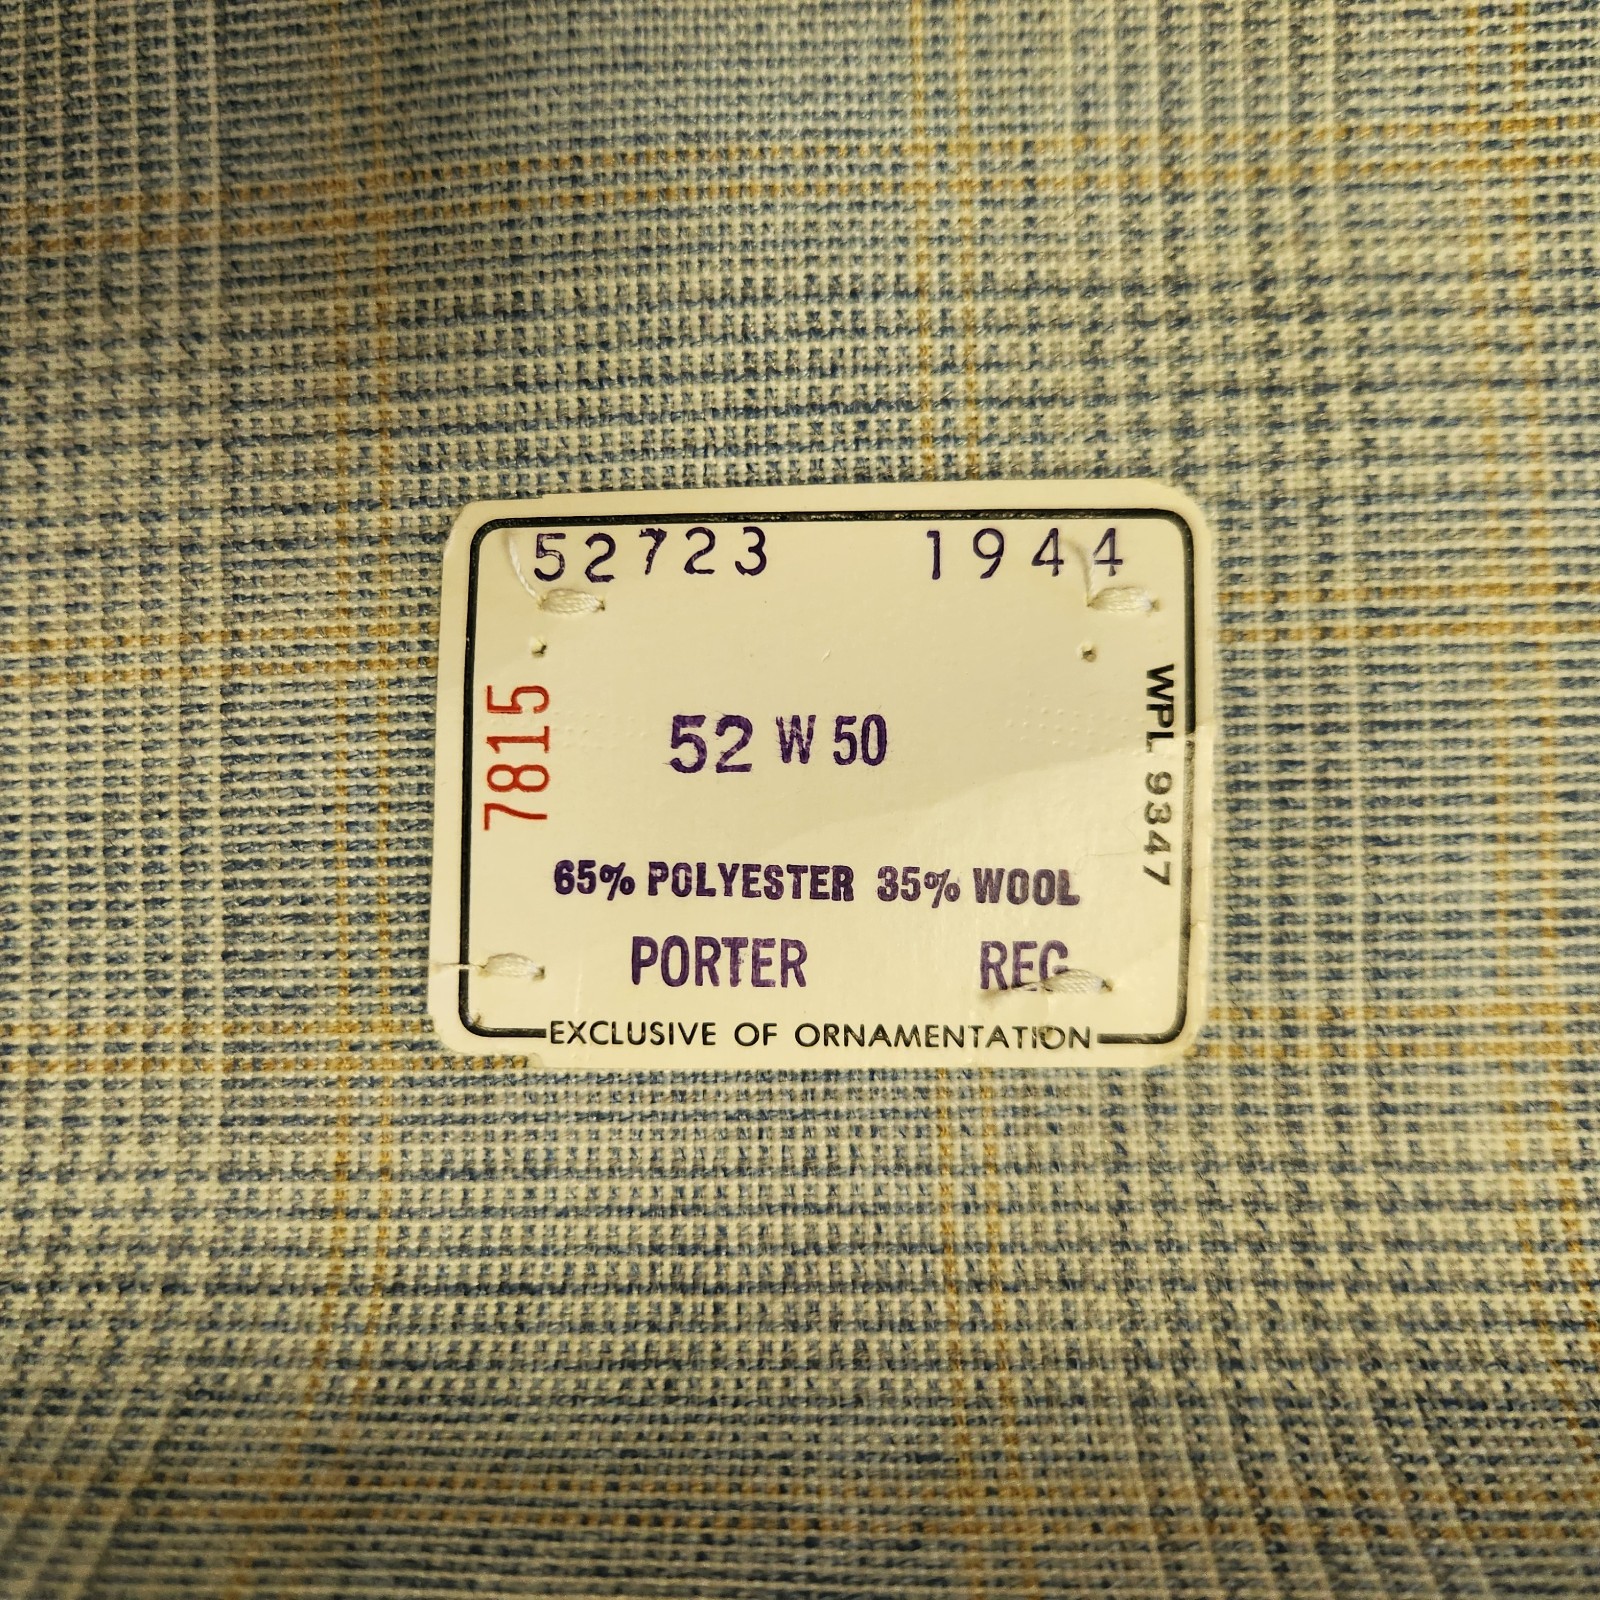 52723 1944
7815
52 W 50
WPL 9347
65% POLYESTER 35% WOOL
PORTER REG
EXCLUSIVE OF ORNAMENTATION